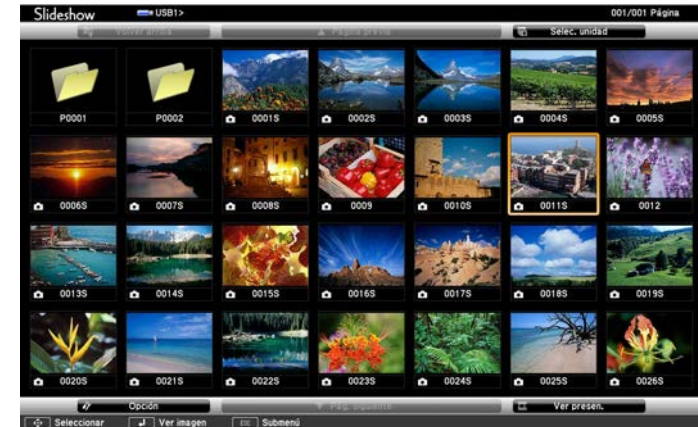 Slideshow USB1> 001/001 Página
Volver arriba ▲ Página previa Selec. unidad
P0001 P0002 0001S 0002S 0003S 0004S 0005S
0006S 0007S 0008S 0009 0010S 0011S 0012
0013S 0014S 0015S 0016S 0017S 0018S 0019S
0020S 0021S 0022S 0023S 0024S 0025S 0026S
Opción ▼ Pág. siguiente Ver presen.
Seleccionar Ver imagen Esc Submenú